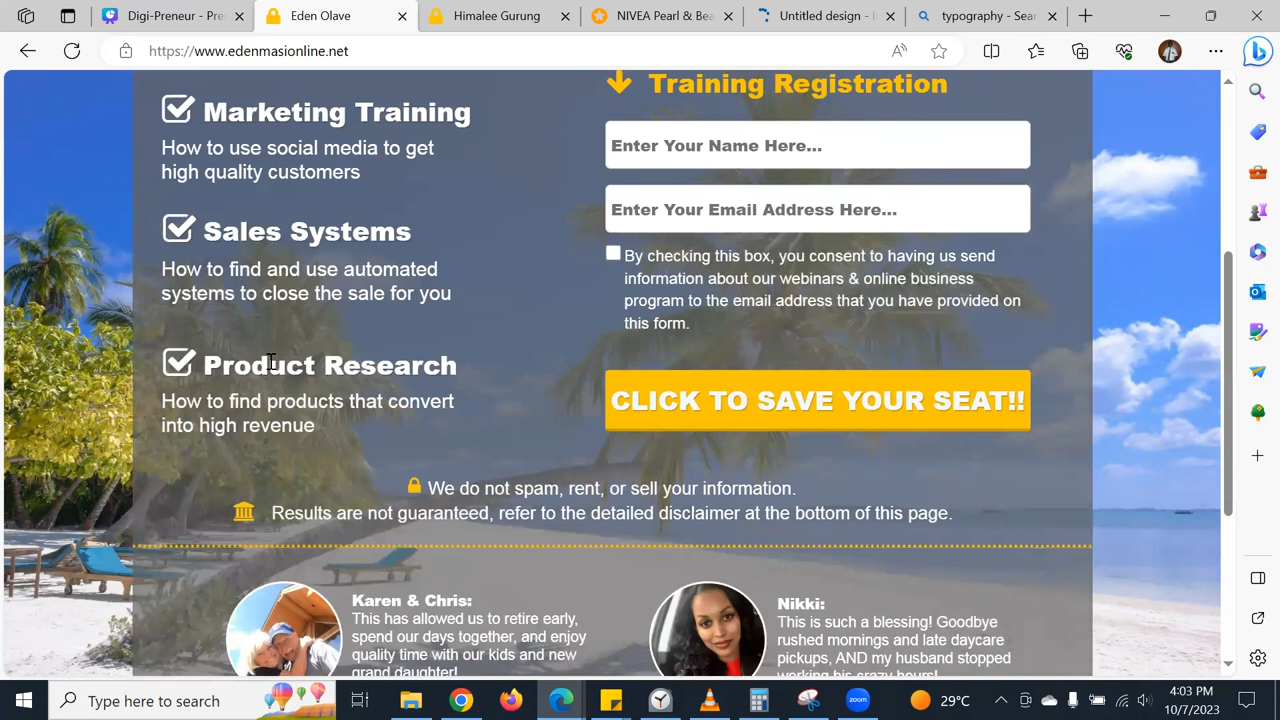 Digi-Preneur - Pre
Eden Olave
Himalee Gurung
NIVEA Pearl & Bea
Untitled design - I
typography - Sear
https://www.edenmasionline.net
Training Registration
Marketing Training
How to use social media to get
high quality customers
Sales Systems
How to find and use automated
systems to close the sale for you
Product Research
How to find products that convert
into high revenue
Enter Your Name Here...
Enter Your Email Address Here...
By checking this box, you consent to having us send
information about our webinars & online business
program to the email address that you have provided on
this form.
CLICK TO SAVE YOUR SEAT!!
We do not spam, rent, or sell your information.
Results are not guaranteed, refer to the detailed disclaimer at the bottom of this page.
Karen & Chris:
This has allowed us to retire early,
spend our days together, and enjoy
quality time with our kids and new
grand daughter!
Nikki:
This is such a blessing! Goodbye
rushed mornings and late daycare
pickups, AND my husband stopped
working his crazy hours!
Type here to search
zoom
29°C
4:03 PM
10/7/2023